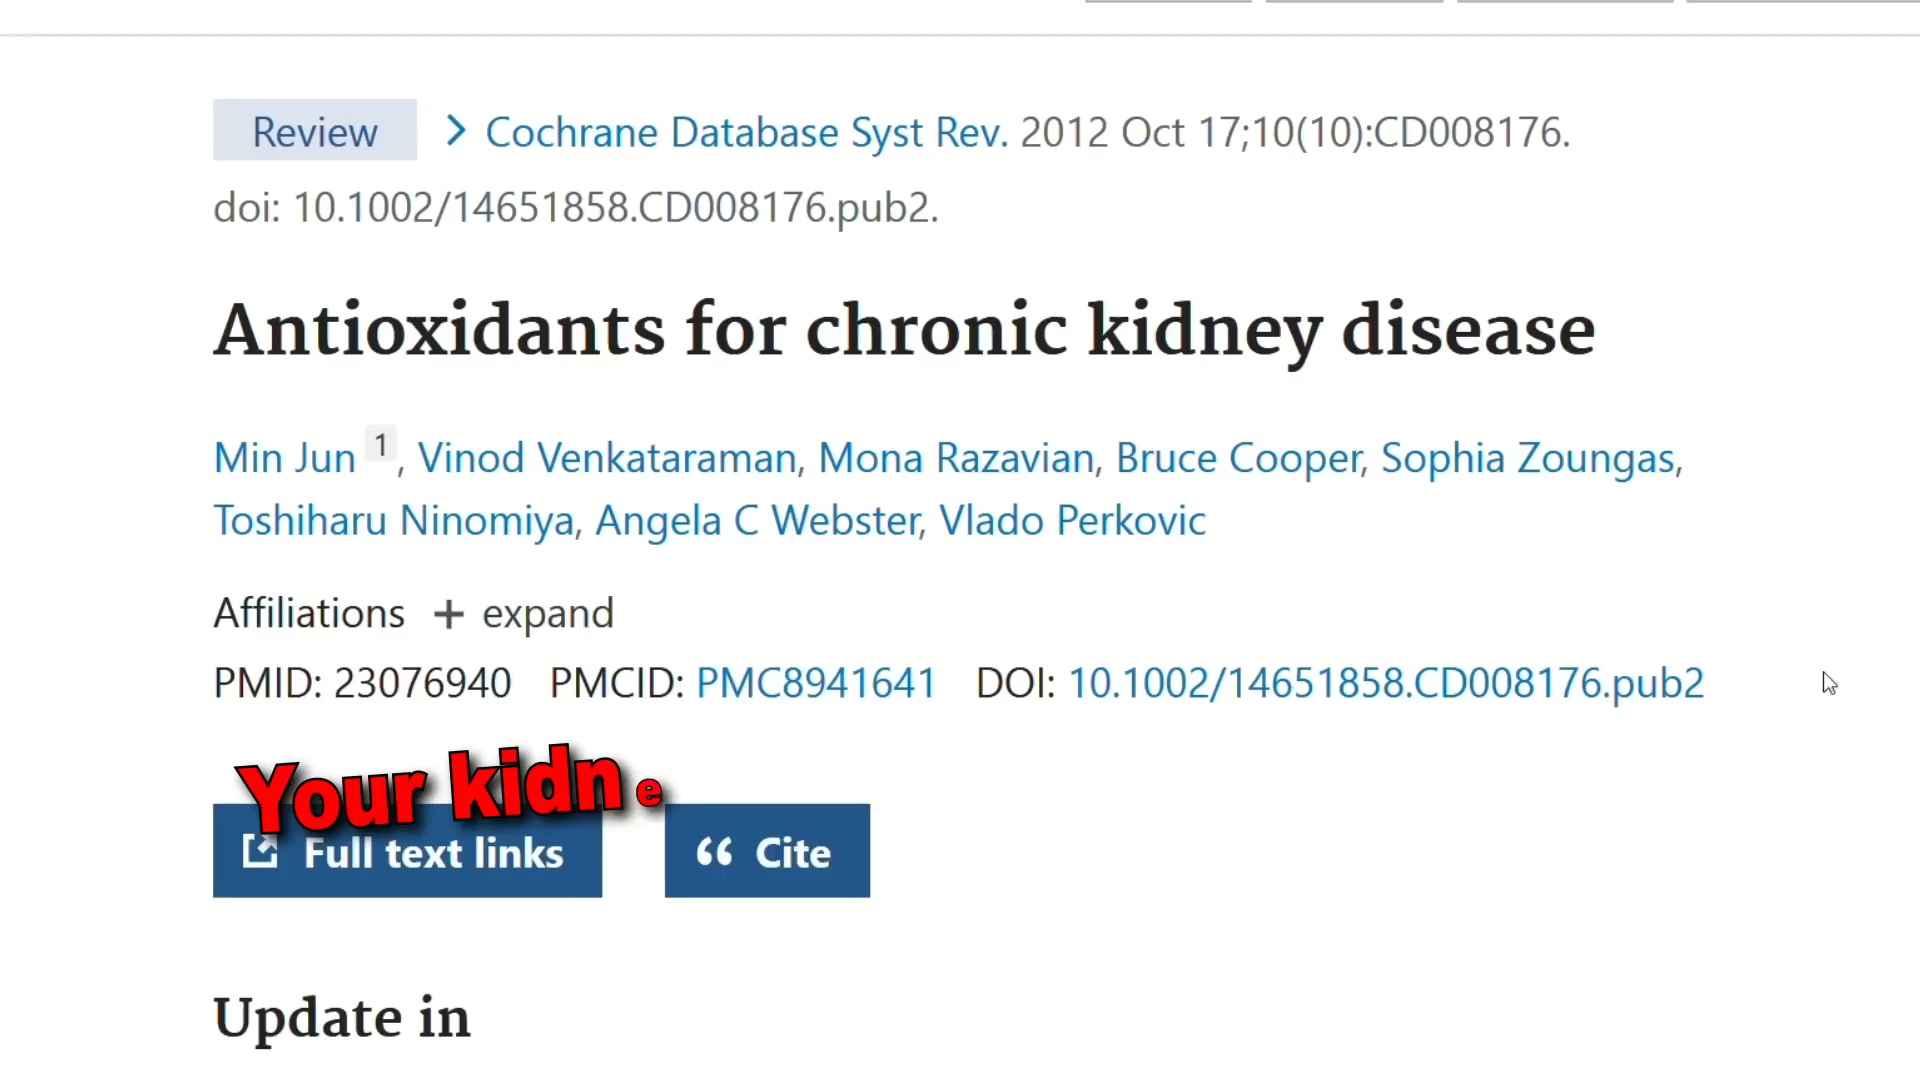 Review > Cochrane Database Syst Rev. 2012 Oct 17;10(10):CD008176.
doi: 10.1002/14651858.CD008176.pub2.
Antioxidants for chronic kidney disease
Min Jun 1, Vinod Venkataraman, Mona Razavian, Bruce Cooper, Sophia Zoungas,
Toshiharu Ninomiya, Angela C Webster, Vlado Perkovic
Affiliations + expand
PMID: 23076940 PMCID: PMC8941641 DOI: 10.1002/14651858.CD008176.pub2
Your kidne
Full text links Cite
Update in